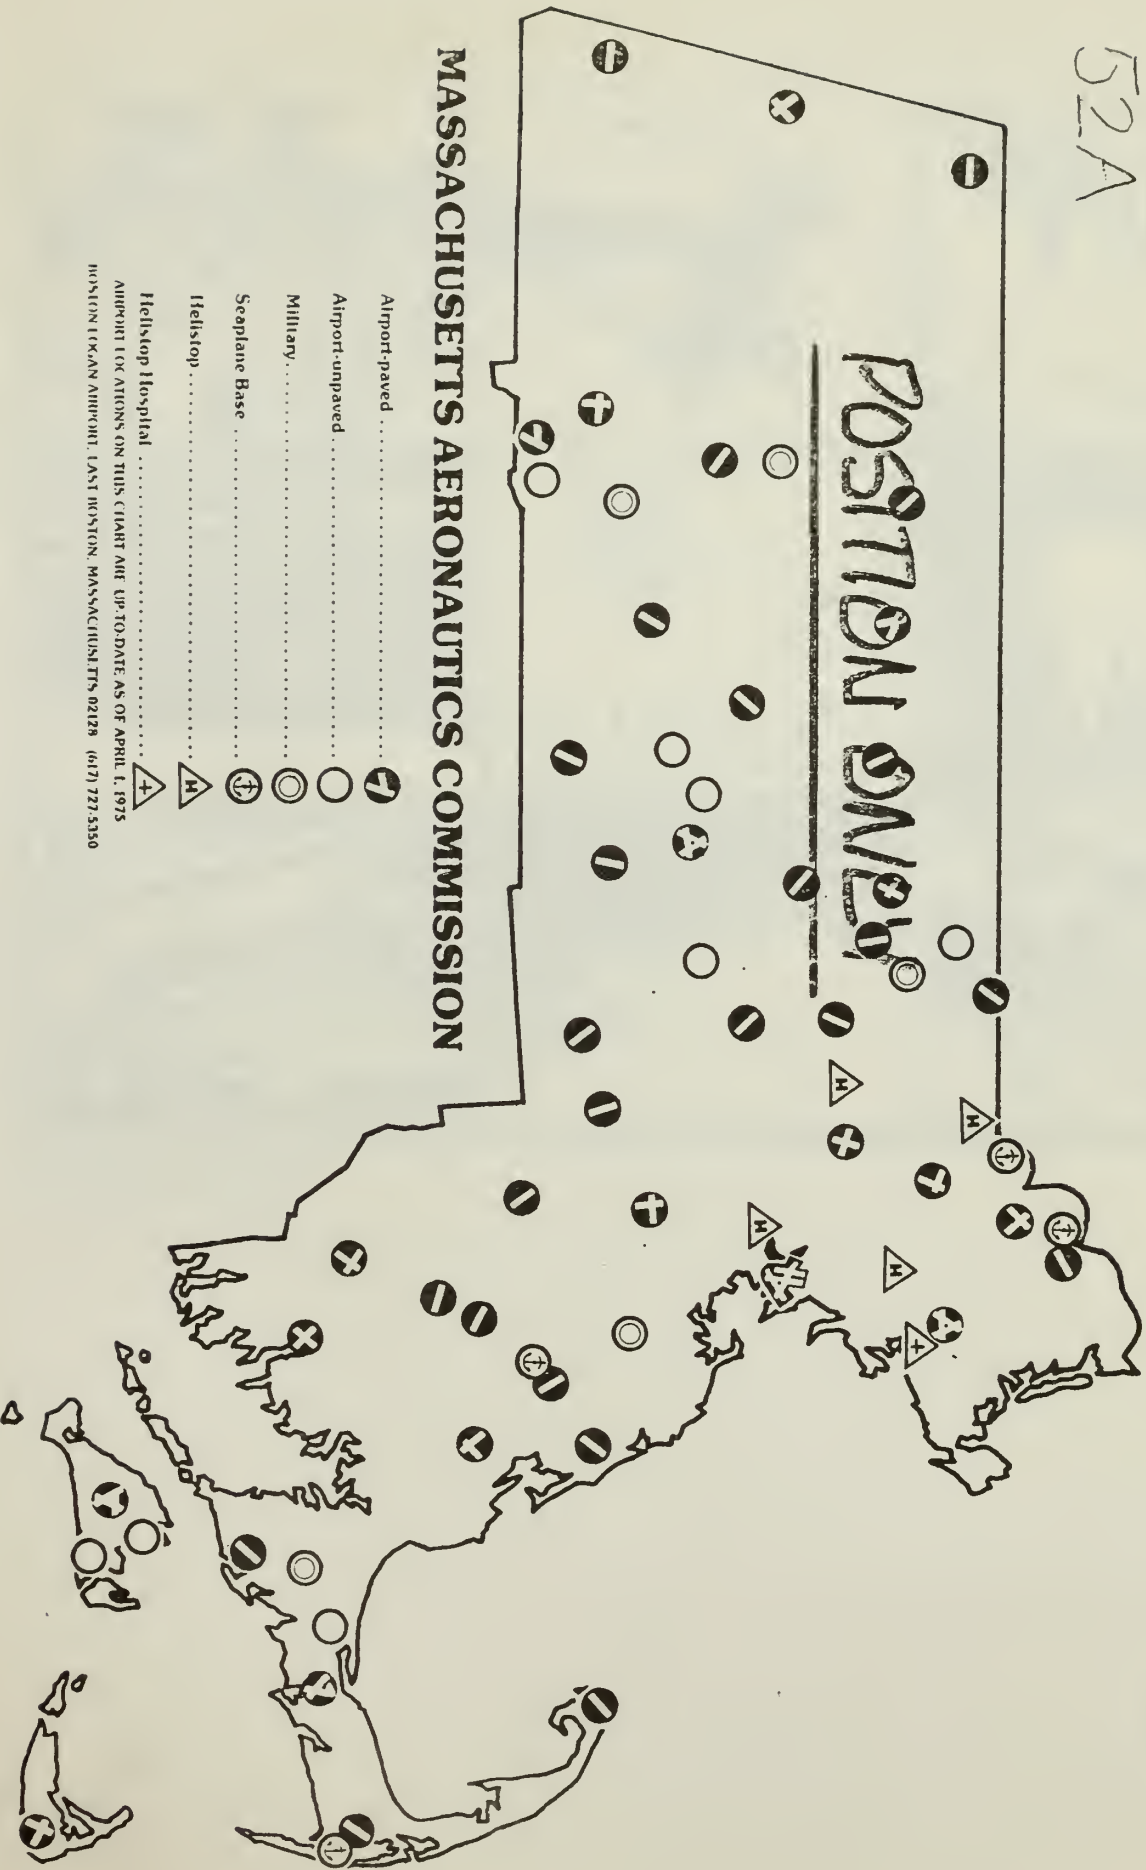 52A
POSITION ONLY
MASSACHUSETTS AERONAUTICS COMMISSION
Airport-paved
Airport-unpaved
Military
Seaplane Base
Helistop
Helistop Hospital
AIRPORT LOCATIONS ON THIS CHART ARE UP-TO-DATE AS OF APRIL 1, 1975
BOSTON LOGAN AIRPORT, EAST BOSTON, MASSACHUSETTS 02128 (617) 727-5350
H
H
H
H
H